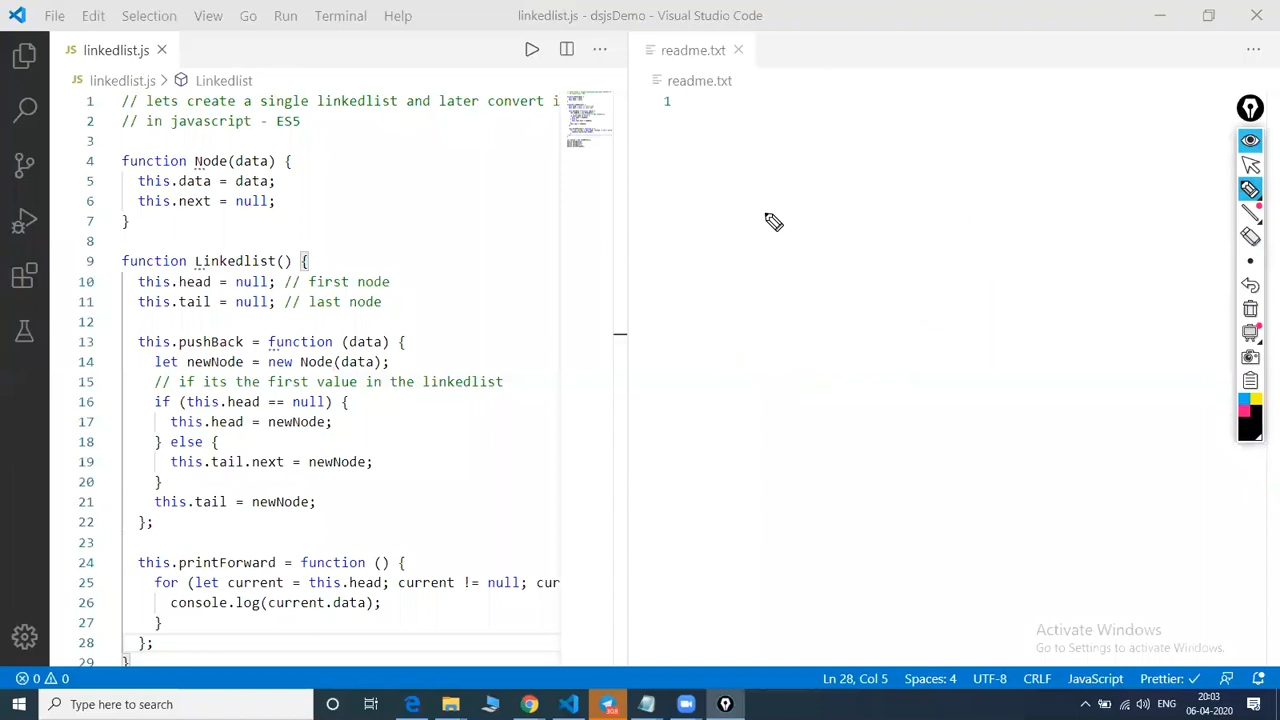 File Edit Selection View Go Run Terminal Help linkedlist.js - dsjsDemo - Visual Studio Code
JS linkedlist.js
readme.txt
JS linkedlist.js > Linkedlist
readme.txt
1 // lets create a single linkedlist and later convert i
2 // in javascript - ES5
3
4 function Node(data) {
5 this.data = data;
6 this.next = null;
7 }
8
9 function Linkedlist() {
10 this.head = null; // first node
11 this.tail = null; // last node
12
13 this.pushBack = function (data) {
14 let newNode = new Node(data);
15 // if its the first value in the linkedlist
16 if (this.head == null) {
17 this.head = newNode;
18 } else {
19 this.tail.next = newNode;
20 }
21 this.tail = newNode;
22 };
23
24 this.printForward = function () {
25 for (let current = this.head; current != null; cur
26 console.log(current.data);
27 }
28 };
29 }
1
Activate Windows
Go to Settings to activate Windows.
0 0 Ln 28, Col 5 Spaces: 4 UTF-8 CRLF JavaScript Prettier: ✓
Type here to search
ENG
20:03
06-04-2020